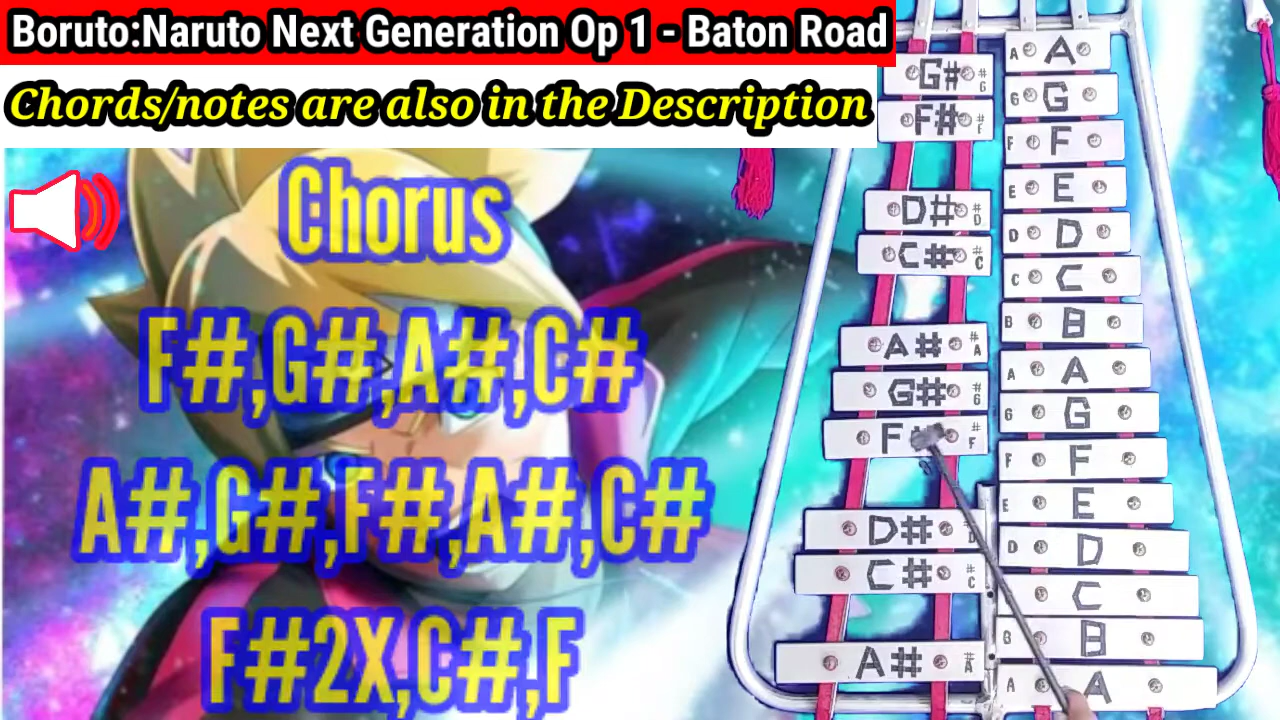 Boruto:Naruto Next Generation Op 1 - Baton Road
Chords/notes are also in the Description
Chorus
F#,G#,A#,C#
A#,G#,F#,A#,C#
F#2X,C#,F
G# #G
F# #F
D# #D
C# #C
A# #A
G# #G
F# #F
D# D
C# #C
A# #A
A A
G G
F F
E E
D D
C C
B B
A A
G G
F F
E E
D D
C
B B
A A